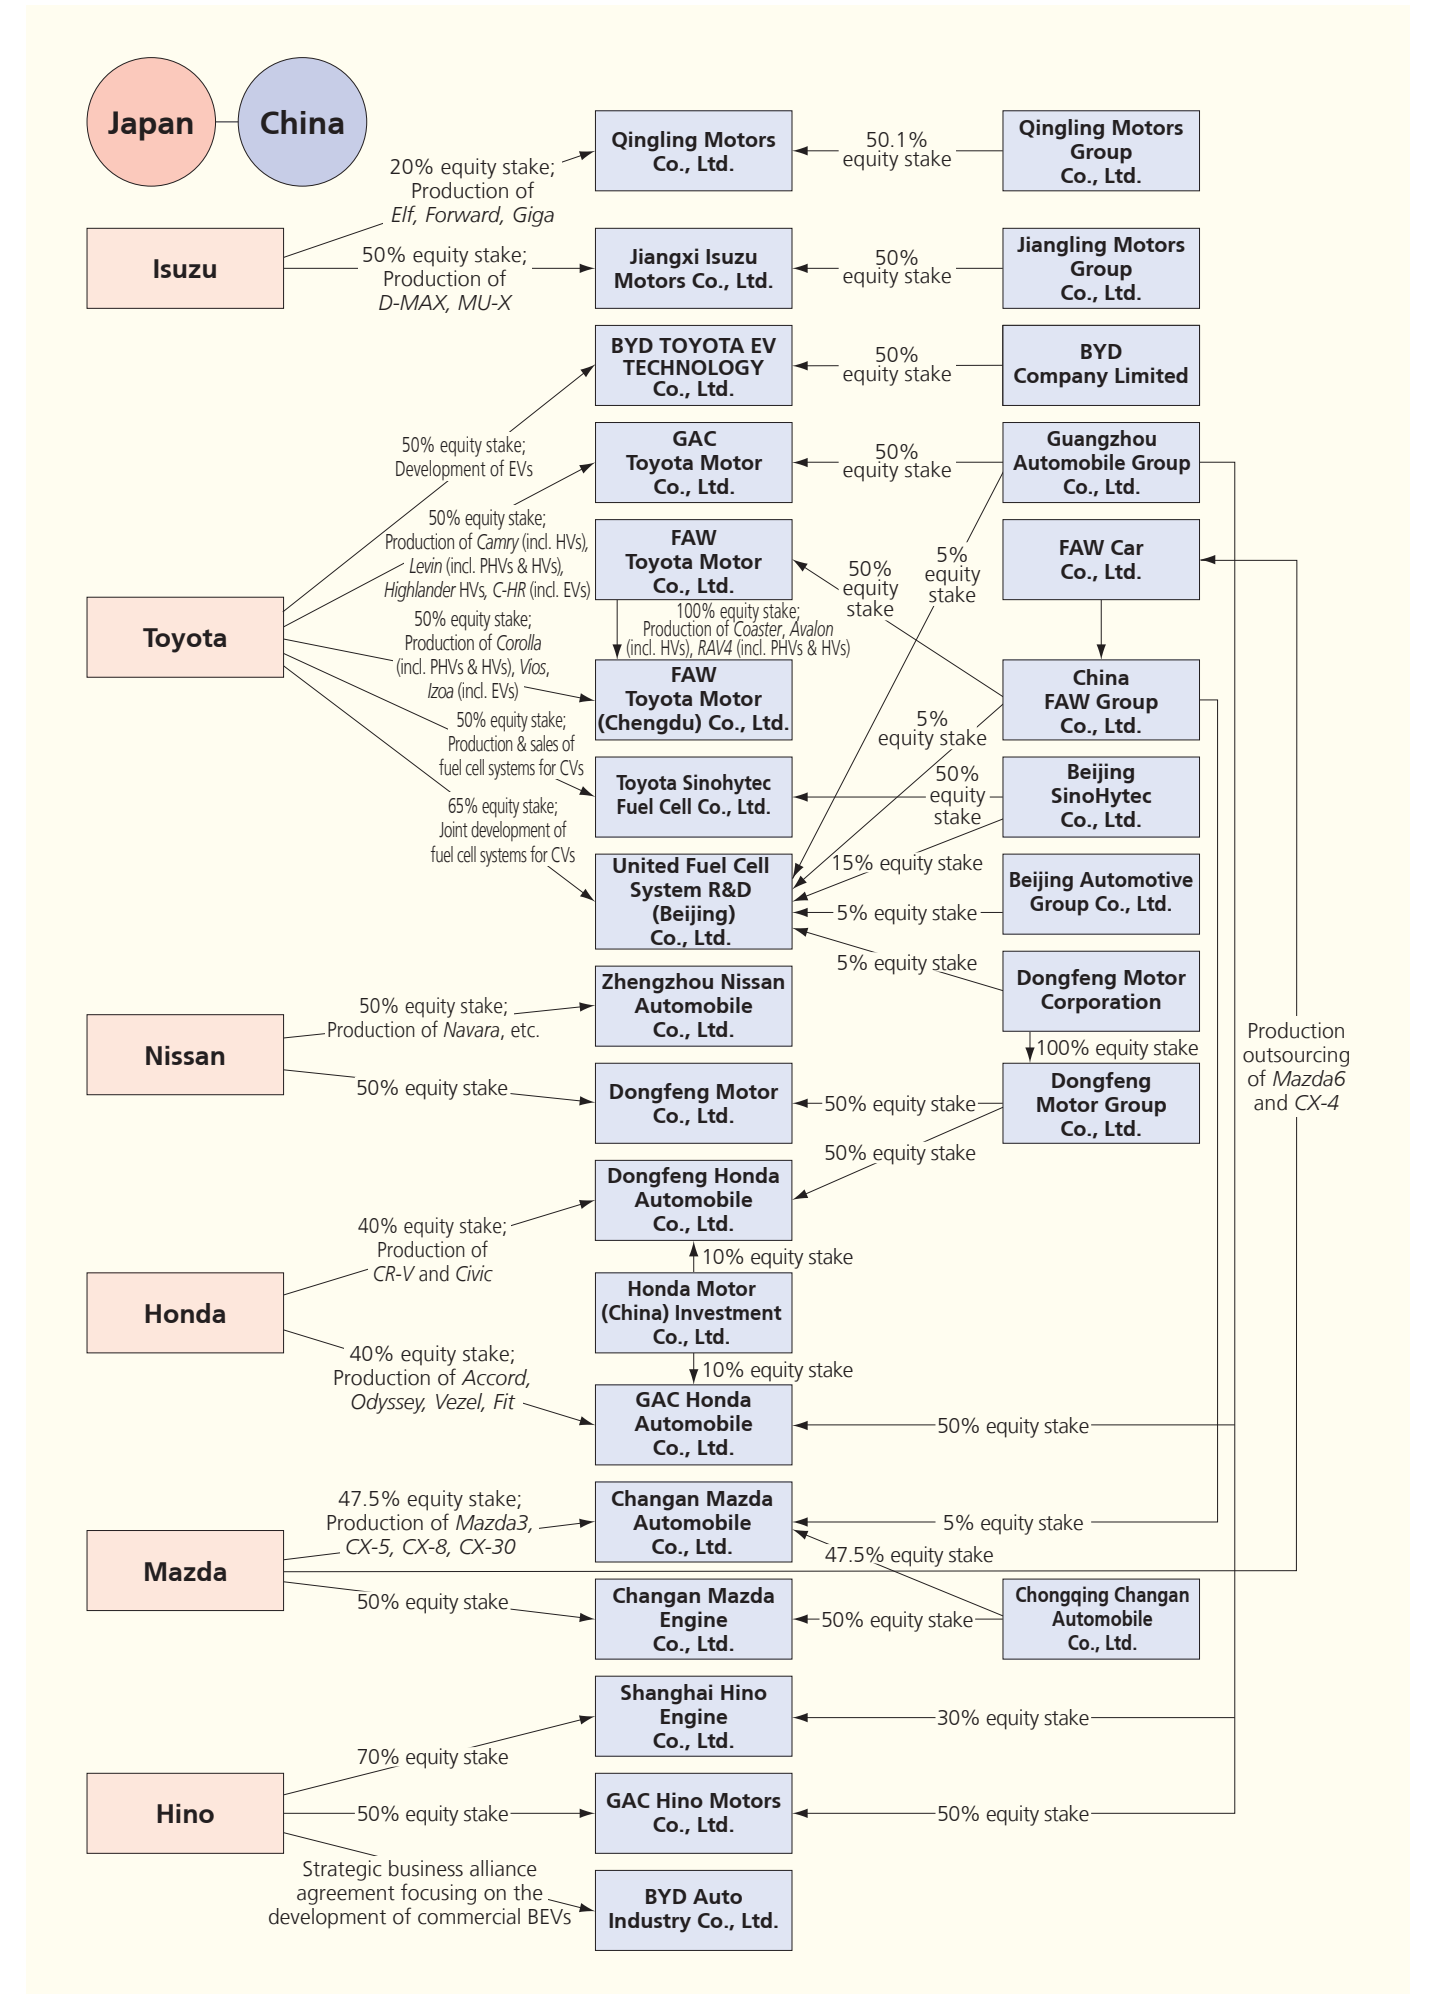 Japan
China
Qingling Motors
Co., Ltd.
50.1%
equity stake
Qingling Motors
Group
Co., Ltd.
20% equity stake;
Production of
Elf, Forward, Giga
Isuzu
50% equity stake;
Production of
D-MAX, MU-X
Jiangxi Isuzu
Motors Co., Ltd.
50%
equity stake
Jiangling Motors
Group
Co., Ltd.
BYD TOYOTA EV
TECHNOLOGY
Co., Ltd.
50%
equity stake
BYD
Company Limited
50% equity stake;
Development of EVs
GAC
Toyota Motor
Co., Ltd.
50%
equity stake
Guangzhou
Automobile Group
Co., Ltd.
50% equity stake;
Production of Camry (incl. HVs),
Levin (incl. PHVs & HVs),
Highlander HVs, C-HR (incl. EVs)
FAW
Toyota Motor
Co., Ltd.
50%
equity
stake
5%
equity
stake
FAW Car
Co., Ltd.
Toyota
50% equity stake;
Production of Corolla
(incl. PHVs & HVs), Vios,
Izoa (incl. EVs)
100% equity stake;
Production of Coaster, Avalon
(incl. HVs), RAV4 (incl. PHVs & HVs)
FAW
Toyota Motor
(Chengdu) Co., Ltd.
China
FAW Group
Co., Ltd.
5%
equity stake
50% equity stake;
Production & sales of
fuel cell systems for CVs
Toyota Sinohytec
Fuel Cell Co., Ltd.
50%
equity
stake
Beijing
SinoHytec
Co., Ltd.
65% equity stake;
Joint development of
fuel cell systems for CVs
United Fuel Cell
System R&D
(Beijing)
Co., Ltd.
15% equity stake
5% equity stake
Beijing Automotive
Group Co., Ltd.
5% equity stake
Dongfeng Motor
Corporation
Nissan
50% equity stake;
Production of Navara, etc.
Zhengzhou Nissan
Automobile
Co., Ltd.
100% equity stake
Production
outsourcing
of Mazda6
and CX-4
50% equity stake
Dongfeng Motor
Co., Ltd.
50% equity stake
Dongfeng
Motor Group
Co., Ltd.
50% equity stake
Dongfeng Honda
Automobile
Co., Ltd.
40% equity stake;
Production of
CR-V and Civic
10% equity stake
Honda
Honda Motor
(China) Investment
Co., Ltd.
10% equity stake
40% equity stake;
Production of Accord,
Odyssey, Vezel, Fit
GAC Honda
Automobile
Co., Ltd.
50% equity stake
47.5% equity stake;
Production of Mazda3,
CX-5, CX-8, CX-30
Changan Mazda
Automobile
Co., Ltd.
5% equity stake
47.5% equity stake
Mazda
50% equity stake
Changan Mazda
Engine
Co., Ltd.
50% equity stake
Chongqing Changan
Automobile
Co., Ltd.
Shanghai Hino
Engine
Co., Ltd.
30% equity stake
70% equity stake
Hino
50% equity stake
GAC Hino Motors
Co., Ltd.
50% equity stake
Strategic business alliance
agreement focusing on the
development of commercial BEVs
BYD Auto
Industry Co., Ltd.